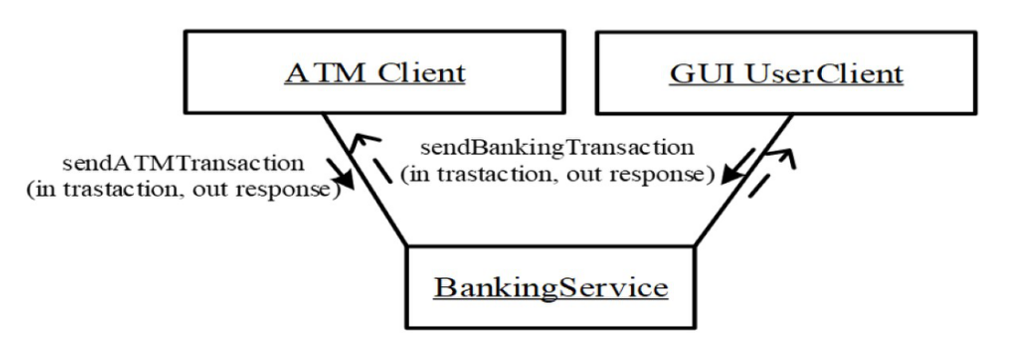 ATM Client
GUI UserClient
sendATMTransaction
(in trastaction, out response)
sendBankingTransaction
(in trastaction, out response)
BankingService